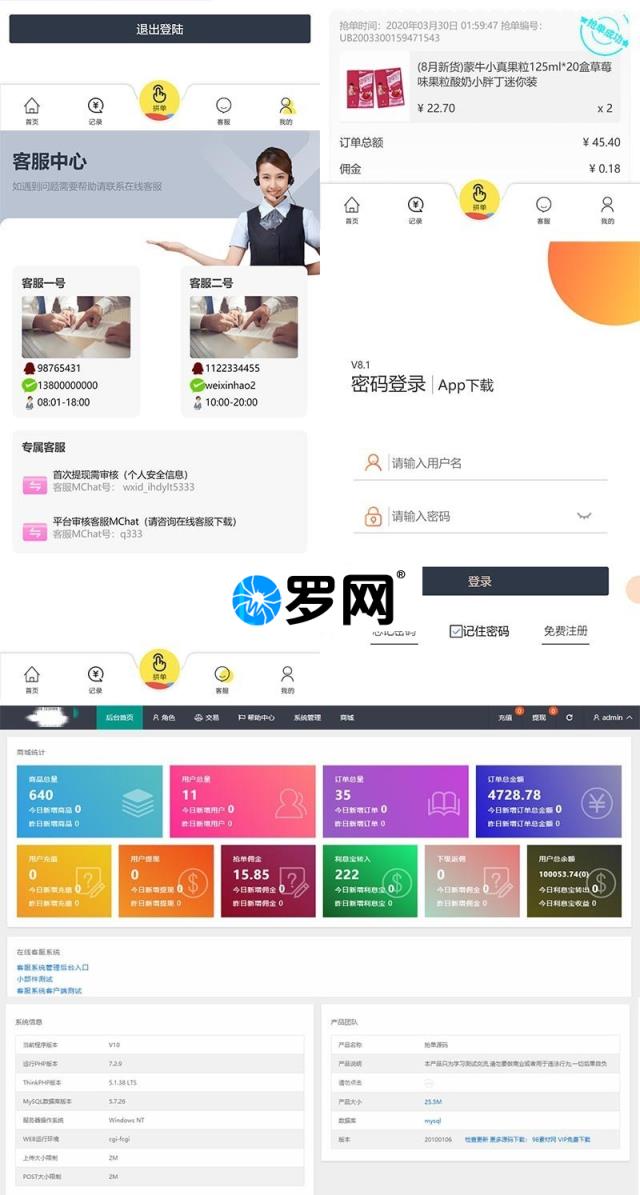 退出登陆
首页
记录
拼单
客服
我的
客服中心
如遇到问题需要帮助请联系在线客服
客服一号
98765431
13800000000
08:01-18:00
客服二号
1122334455
weixinhao2
10:00-20:00
专属客服
首次提现需审核（个人安全信息）
客服MChat号： wxid_ihdylt5333
平台审核客服MChat（请咨询在线客服下载）
客服MChat号：q333
首页
记录
拼单
客服
我的
抢单时间：2020年03月30日 01:59:47 抢单编号：
UB2003300159471543
抢单成功
(8月新货)蒙牛小真果粒125ml*20盒草莓
味果粒酸奶小胖丁迷你装
¥ 22.70 x 2
订单总额 ¥ 45.40
佣金 ¥ 0.18
首页
记录
拼单
客服
我的
V8.1
密码登录 App下载
请输入用户名
请输入密码
登录
忘记密码 记住密码 免费注册
罗网®
后台首页 角色 交易 帮助中心 系统管理 商城 充值 0 提现 0 admin
商城统计
商品总量
640
今日新增商品 0
昨日新增商品 0
用户总量
11
今日新增用户 0
昨日新增用户 0
订单总量
35
今日新增订单 0
昨日新增订单 0
订单总金额
4728.78
今日新增订单总金额 0
昨日新增订单总金额 0
用户充值
0
今日新增充值 0
昨日新增充值 0
用户提现
0
今日新增提现 0
昨日新增提现 0
抢单佣金
15.85
今日新增佣金 0
昨日新增佣金 0
利息宝转入
222
今日新增利息宝 0
昨日新增利息宝 0
下级返佣
0
今日新增佣金 0
昨日新增佣金 0
用户总余额
100053.74(0)
今日利息宝转出 0
今日利息宝收益 0
在线客服系统
客服系统管理后台入口
小部件测试
客服系统客户端测试
系统信息
当前程序版本 V10
运行PHP版本 7.2.9
ThinkPHP版本 5.1.38 LTS
MySQL数据库版本 5.7.26
服务器操作系统 Windows NT
WEB运行环境 cgi-fcgi
上传大小限制 2M
POST大小限制 2M
产品团队
产品名称 抢单源码
产品说明 本产品只为学习测试交流,请勿要做商业或者用于违法行为,一切后果自负
请勿点击
产品大小 25.5M
数据库 mysql
版本 20100106 检查更新 更多源码下载： 98素材网 VIP免费下载